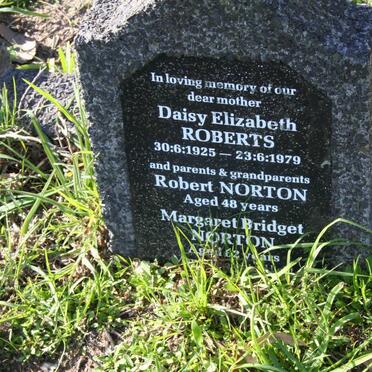 In loving memory of our
dear mother
Daisy Elizabeth
ROBERTS
30:6:1925 — 23:6:1979
and parents & grandparents
Robert NORTON
Aged 48 years
Margaret Bridget
NORTON
Aged 62 years